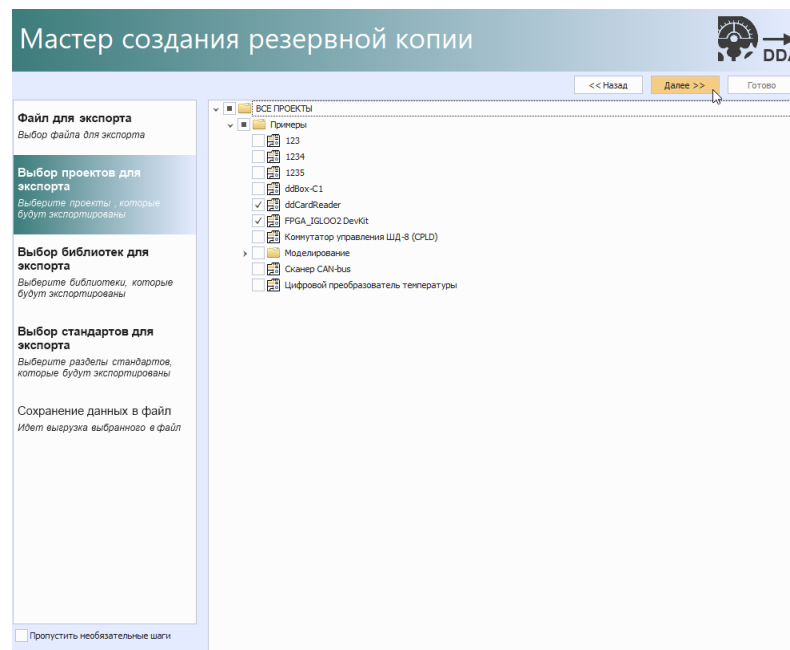 Мастер создания резервной копии
<< Назад
Далее >>
Готово
Файл для экспорта
Выбор файла для экспорта
Выбор проектов для
экспорта
Выберите проекты , которые
будут экспортированы
Выбор библиотек для
экспорта
Выберите библиотеки, которые
будут экспортированы
Выбор стандартов для
экспорта
Выберите разделы стандартов,
которые будут экспортированы
Сохранение данных в файл
Идет выгрузка выбранного в файл
Пропустить необязательные шаги
ВСЕ ПРОЕКТЫ
Примеры
123
1234
1235
ddBox-C1
ddCardReader
FPGA_IGLOO2 DevKit
Коммутатор управления ШД-8 (CPLD)
Моделирование
Сканер CAN-bus
Цифровой преобразователь температуры